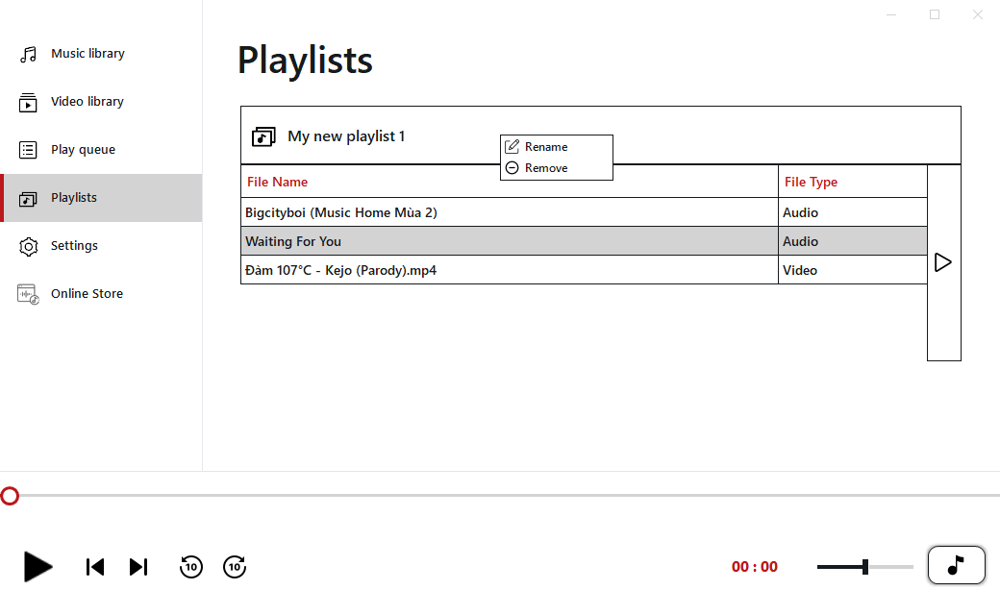 Music library
Video library
Play queue
Playlists
Settings
Online Store
Playlists
My new playlist 1
Rename
Remove
File Name File Type
Bigcityboi (Music Home Mùa 2) Audio
Waiting For You Audio
Đàm 107°C - Kejo (Parody).mp4 Video
10 10 00 : 00